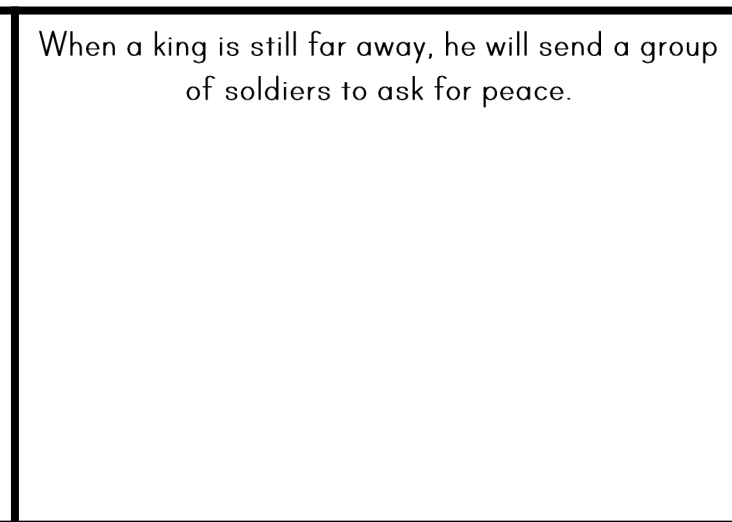 When a king is still far away, he will send a group
of soldiers to ask for peace.